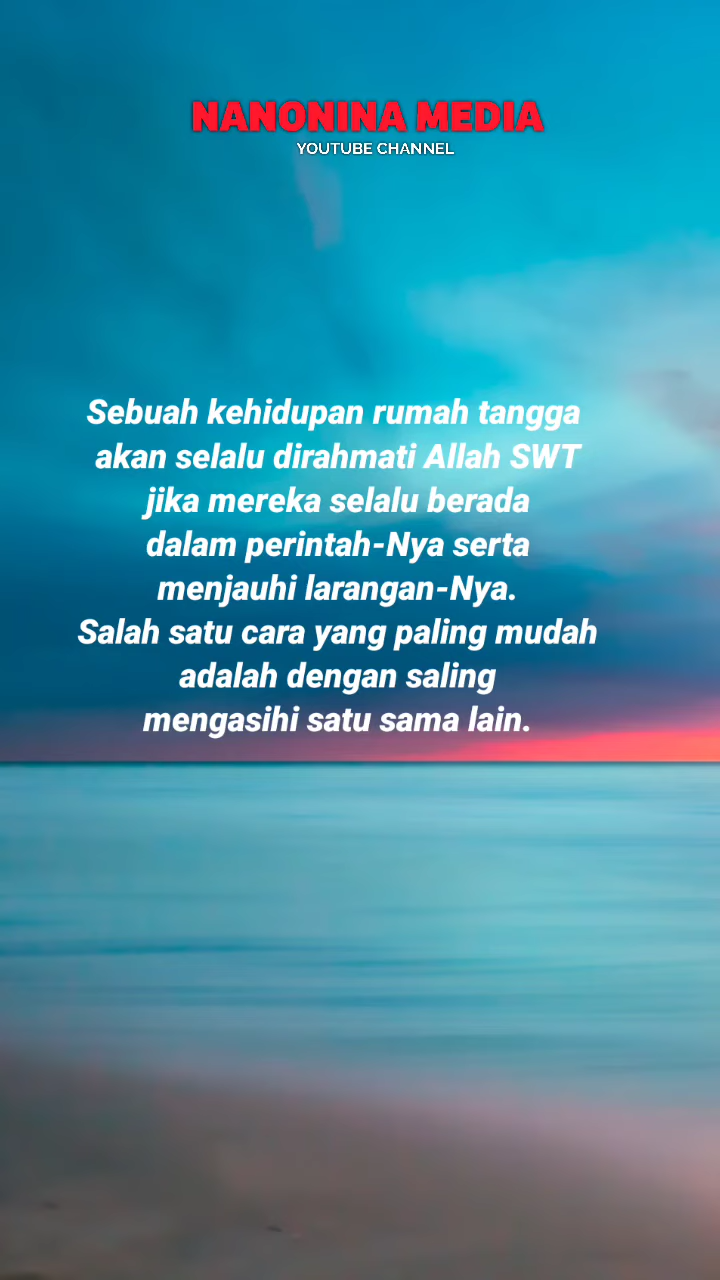 NANONINA MEDIA
YOUTUBE CHANNEL
Sebuah kehidupan rumah tangga
akan selalu dirahmati Allah SWT
jika mereka selalu berada
dalam perintah-Nya serta
menjauhi larangan-Nya.
Salah satu cara yang paling mudah
adalah dengan saling
mengasihi satu sama lain.